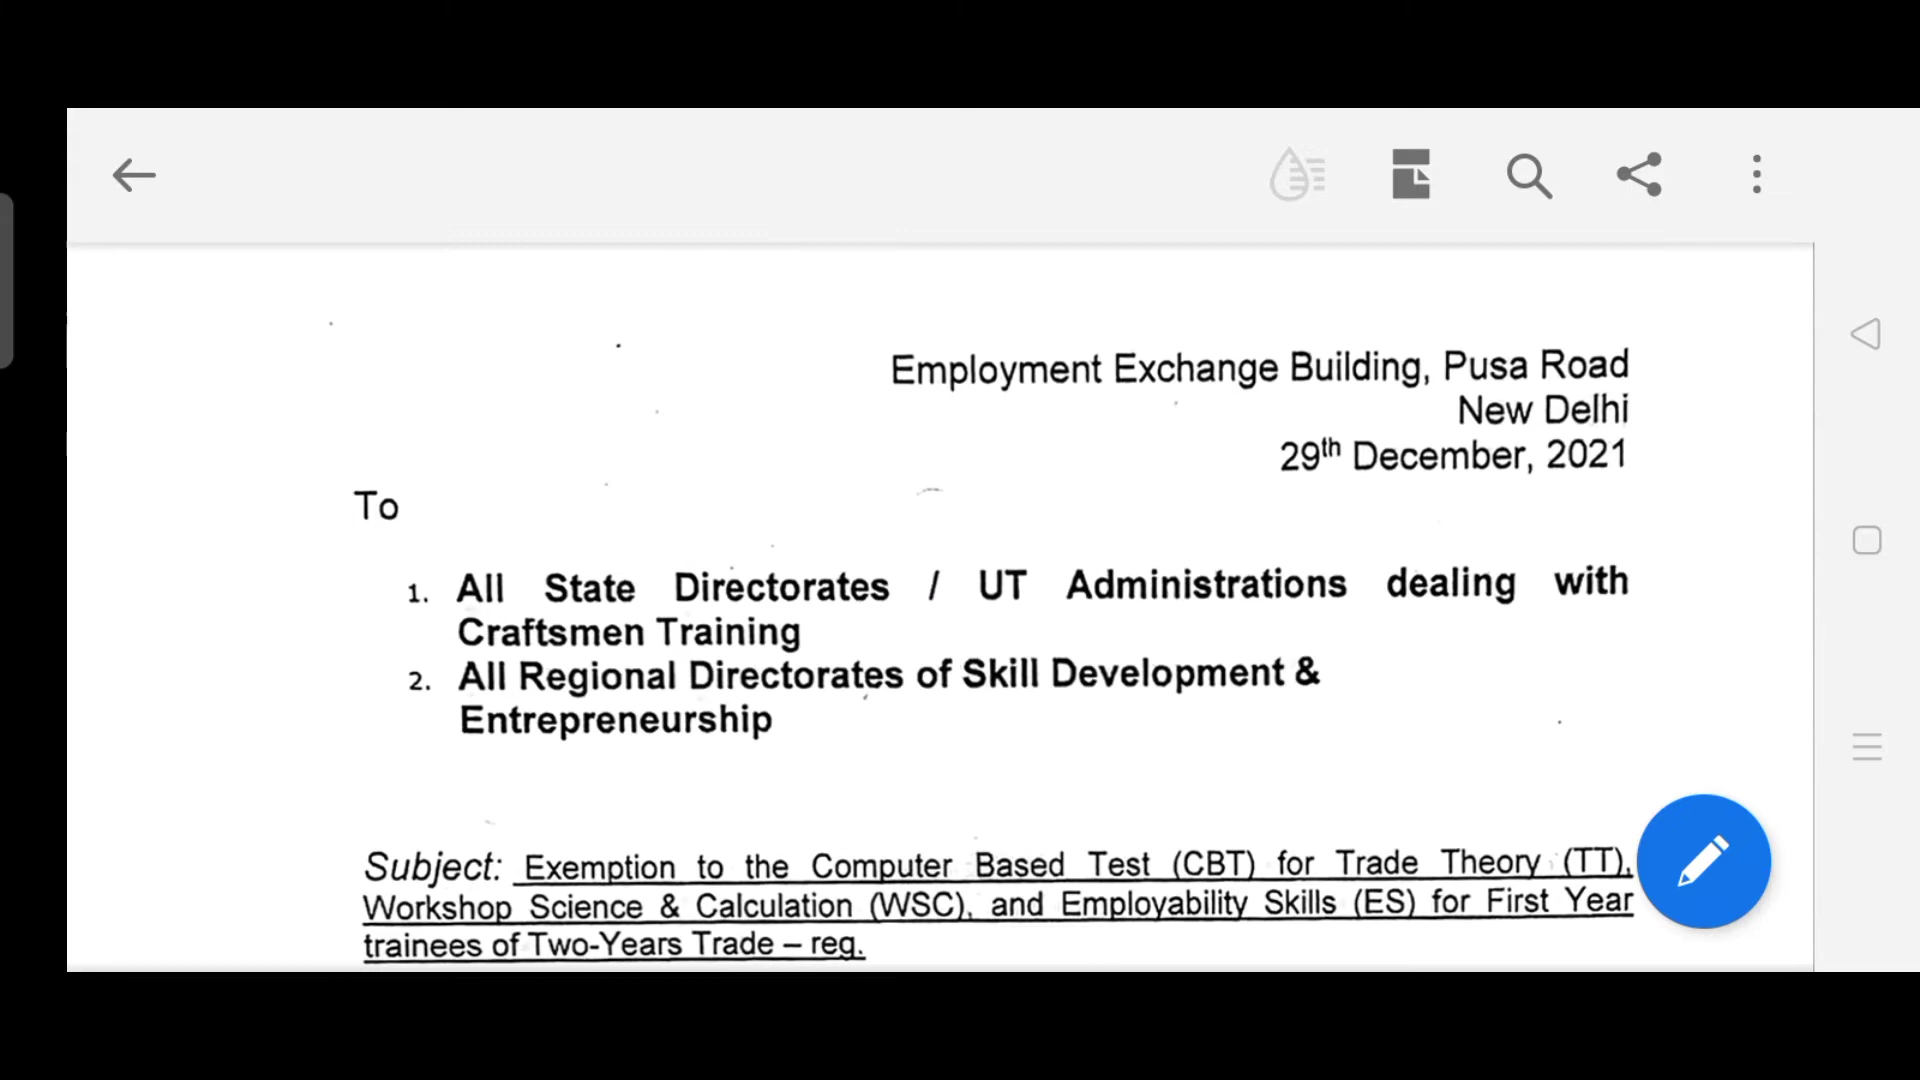 Employment Exchange Building, Pusa Road
New Delhi
29th December, 2021
To
1. All State Directorates / UT Administrations dealing with
Craftsmen Training
2. All Regional Directorates of Skill Development &
Entrepreneurship
Subject: Exemption to the Computer Based Test (CBT) for Trade Theory (TT),
Workshop Science & Calculation (WSC), and Employability Skills (ES) for First Year
trainees of Two-Years Trade – reg.